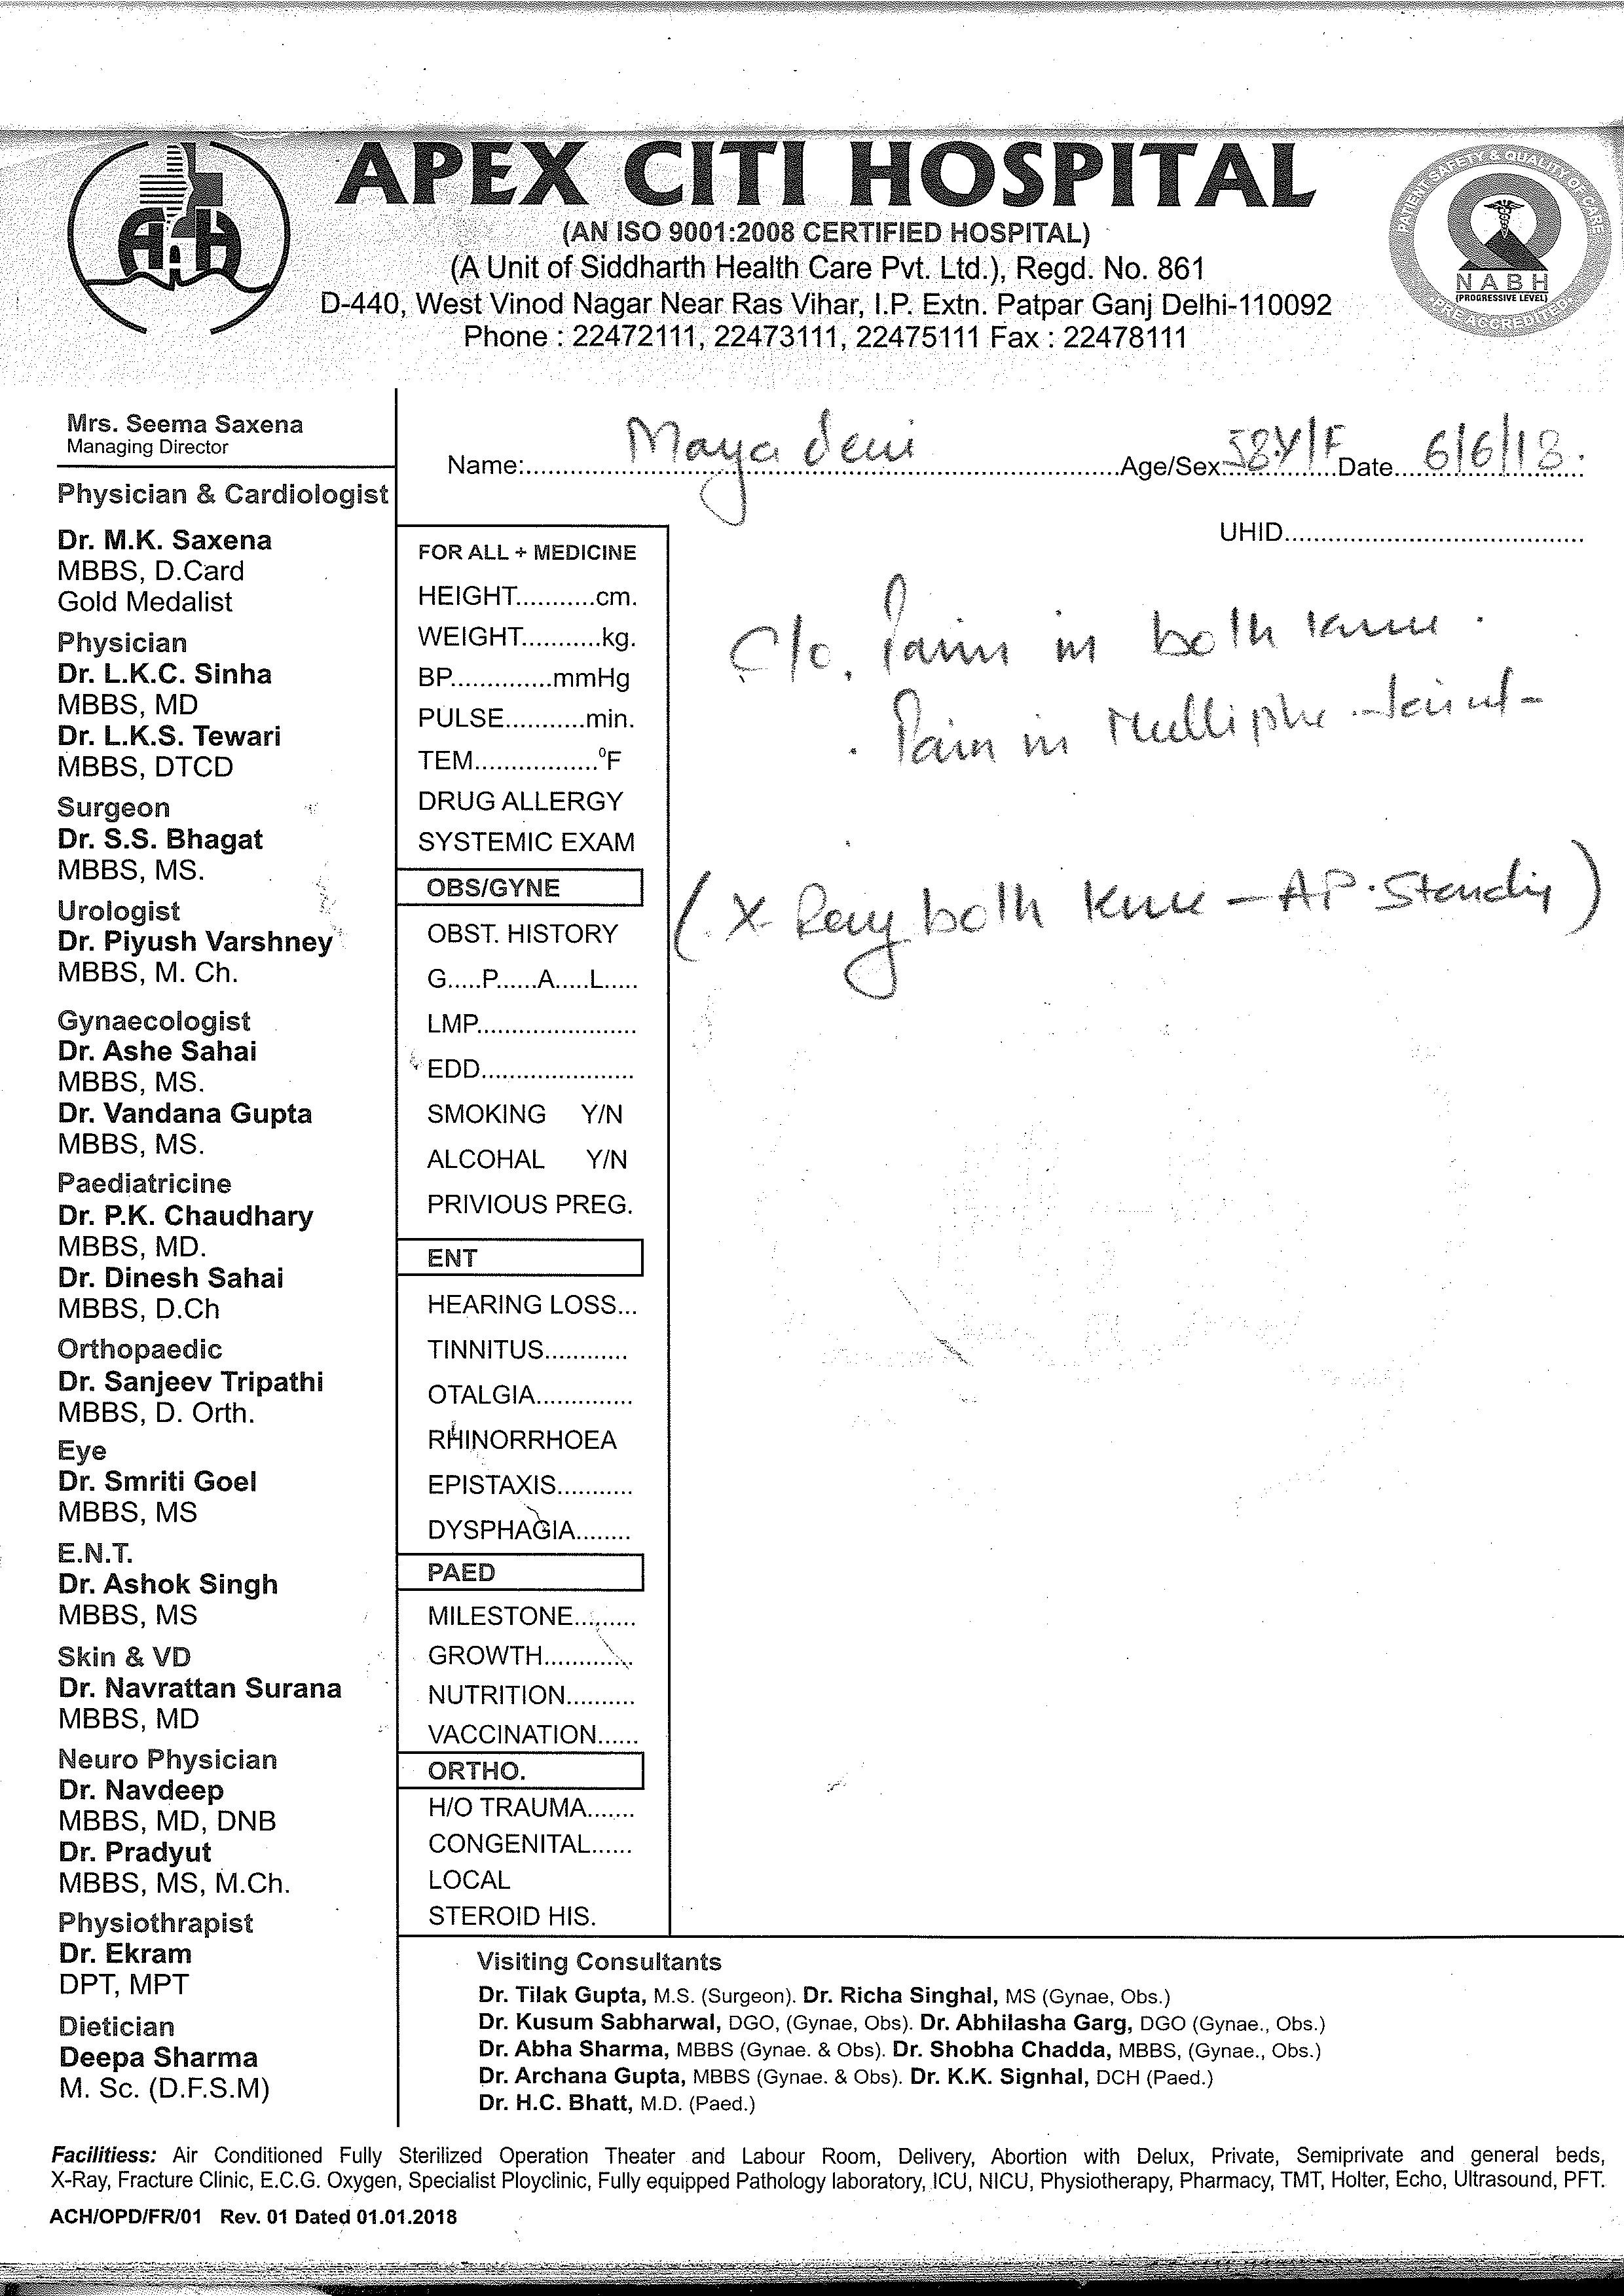 APEX CITI HOSPITAL
(AN ISO 9001:2008 CERTIFIED HOSPITAL)
(A Unit of Siddharth Health Care Pvt. Ltd.), Regd. No. 861
D-440, West Vinod Nagar Near Ras Vihar, I.P. Extn. Patpar Ganj Delhi-110092
Phone : 22472111, 22473111, 22475111 Fax : 22478111
AAH
PATIENT SAFETY & QUALITY OF CARE
NABH
(PROGRESSIVE LEVEL)
PRE ACCREDITED
Mrs. Seema Saxena
Managing Director
Physician & Cardiologist
Dr. M.K. Saxena
MBBS, D.Card
Gold Medalist
Physician
Dr. L.K.C. Sinha
MBBS, MD
Dr. L.K.S. Tewari
MBBS, DTCD
Surgeon
Dr. S.S. Bhagat
MBBS, MS.
Urologist
Dr. Piyush Varshney
MBBS, M. Ch.
Gynaecologist
Dr. Ashe Sahai
MBBS, MS.
Dr. Vandana Gupta
MBBS, MS.
Paediatricine
Dr. P.K. Chaudhary
MBBS, MD.
Dr. Dinesh Sahai
MBBS, D.Ch
Orthopaedic
Dr. Sanjeev Tripathi
MBBS, D. Orth.
Eye
Dr. Smriti Goel
MBBS, MS
E.N.T.
Dr. Ashok Singh
MBBS, MS
Skin & VD
Dr. Navrattan Surana
MBBS, MD
Neuro Physician
Dr. Navdeep
MBBS, MD, DNB
Dr. Pradyut
MBBS, MS, M.Ch.
Physiothrapist
Dr. Ekram
DPT, MPT
Dietician
Deepa Sharma
M. Sc. (D.F.S.M)
Name:.....Maya devi.....Age/Sex 58Y/F Date 6/6/18.
UHID..........
FOR ALL + MEDICINE
HEIGHT...........cm.
WEIGHT..........kg.
BP..............mmHg
PULSE..........min.
TEM.................°F
DRUG ALLERGY
SYSTEMIC EXAM
OBS/GYNE
OBST. HISTORY
G.....P......A.....L.....
LMP......................
EDD.....................
SMOKING Y/N
ALCOHAL Y/N
PRIVIOUS PREG.
ENT
HEARING LOSS...
TINNITUS............
OTALGIA.............
RHINORRHOEA
EPISTAXIS...........
DYSPHAGIA........
PAED
MILESTONE.........
GROWTH.............
NUTRITION..........
VACCINATION......
ORTHO.
H/O TRAUMA.......
CONGENITAL......
LOCAL
STEROID HIS.
C/o. Pain in both knee.
. Pain in Multiple Joint-
(X-Ray both knee - AP. Standing)
Visiting Consultants
Dr. Tilak Gupta, M.S. (Surgeon). Dr. Richa Singhal, MS (Gynae, Obs.)
Dr. Kusum Sabharwal, DGO, (Gynae, Obs). Dr. Abhilasha Garg, DGO (Gynae., Obs.)
Dr. Abha Sharma, MBBS (Gynae. & Obs). Dr. Shobha Chadda, MBBS, (Gynae., Obs.)
Dr. Archana Gupta, MBBS (Gynae. & Obs). Dr. K.K. Signhal, DCH (Paed.)
Dr. H.C. Bhatt, M.D. (Paed.)
Facilitiess: Air Conditioned Fully Sterilized Operation Theater and Labour Room, Delivery, Abortion with Delux, Private, Semiprivate and general beds,
X-Ray, Fracture Clinic, E.C.G. Oxygen, Specialist Ployclinic, Fully equipped Pathology laboratory, ICU, NICU, Physiotherapy, Pharmacy, TMT, Holter, Echo, Ultrasound, PFT.
ACH/OPD/FR/01 Rev. 01 Dated 01.01.2018